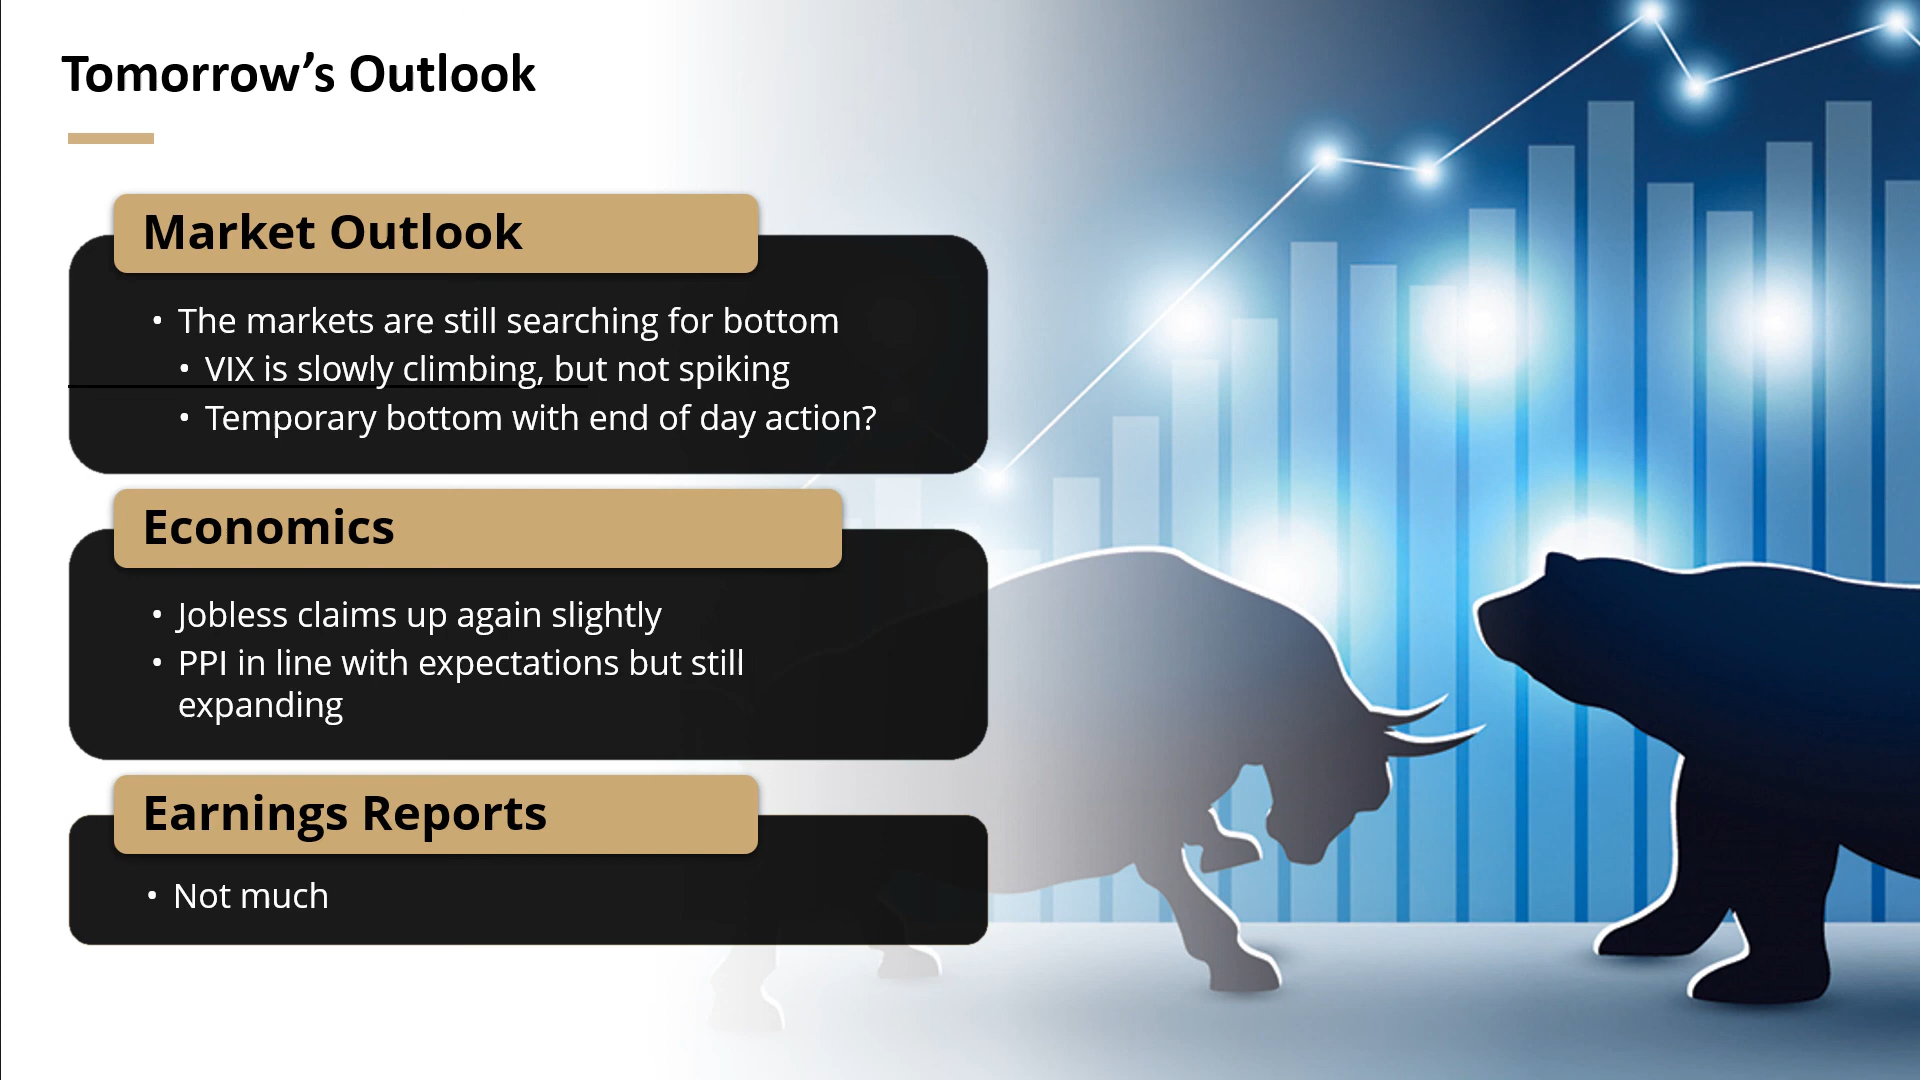 Tomorrow’s Outlook
Market Outlook
• The markets are still searching for bottom
• VIX is slowly climbing, but not spiking
• Temporary bottom with end of day action?
Economics
• Jobless claims up again slightly
• PPI in line with expectations but still
expanding
Earnings Reports
• Not much